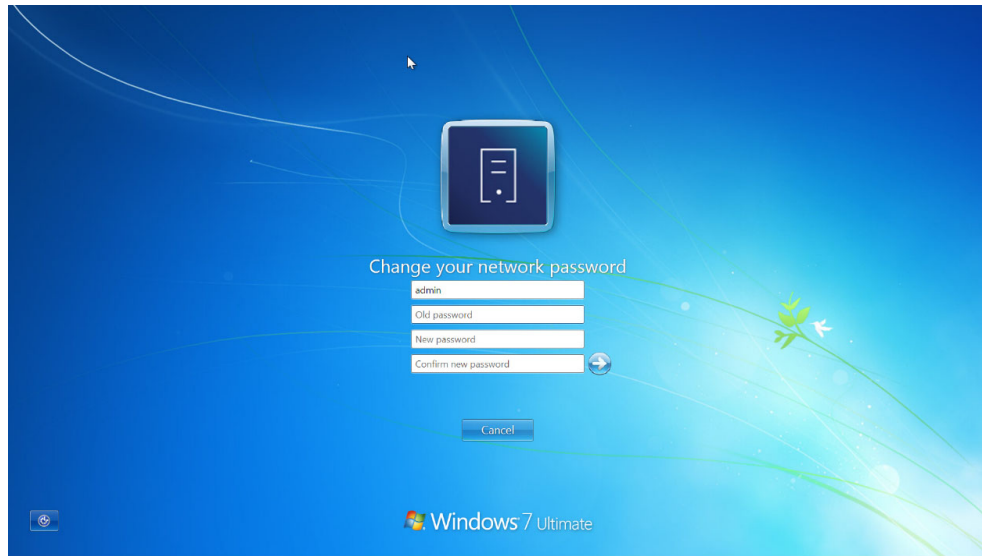 Change your network password
admin
Old password
New password
Confirm new password
Cancel
Windows 7 Ultimate